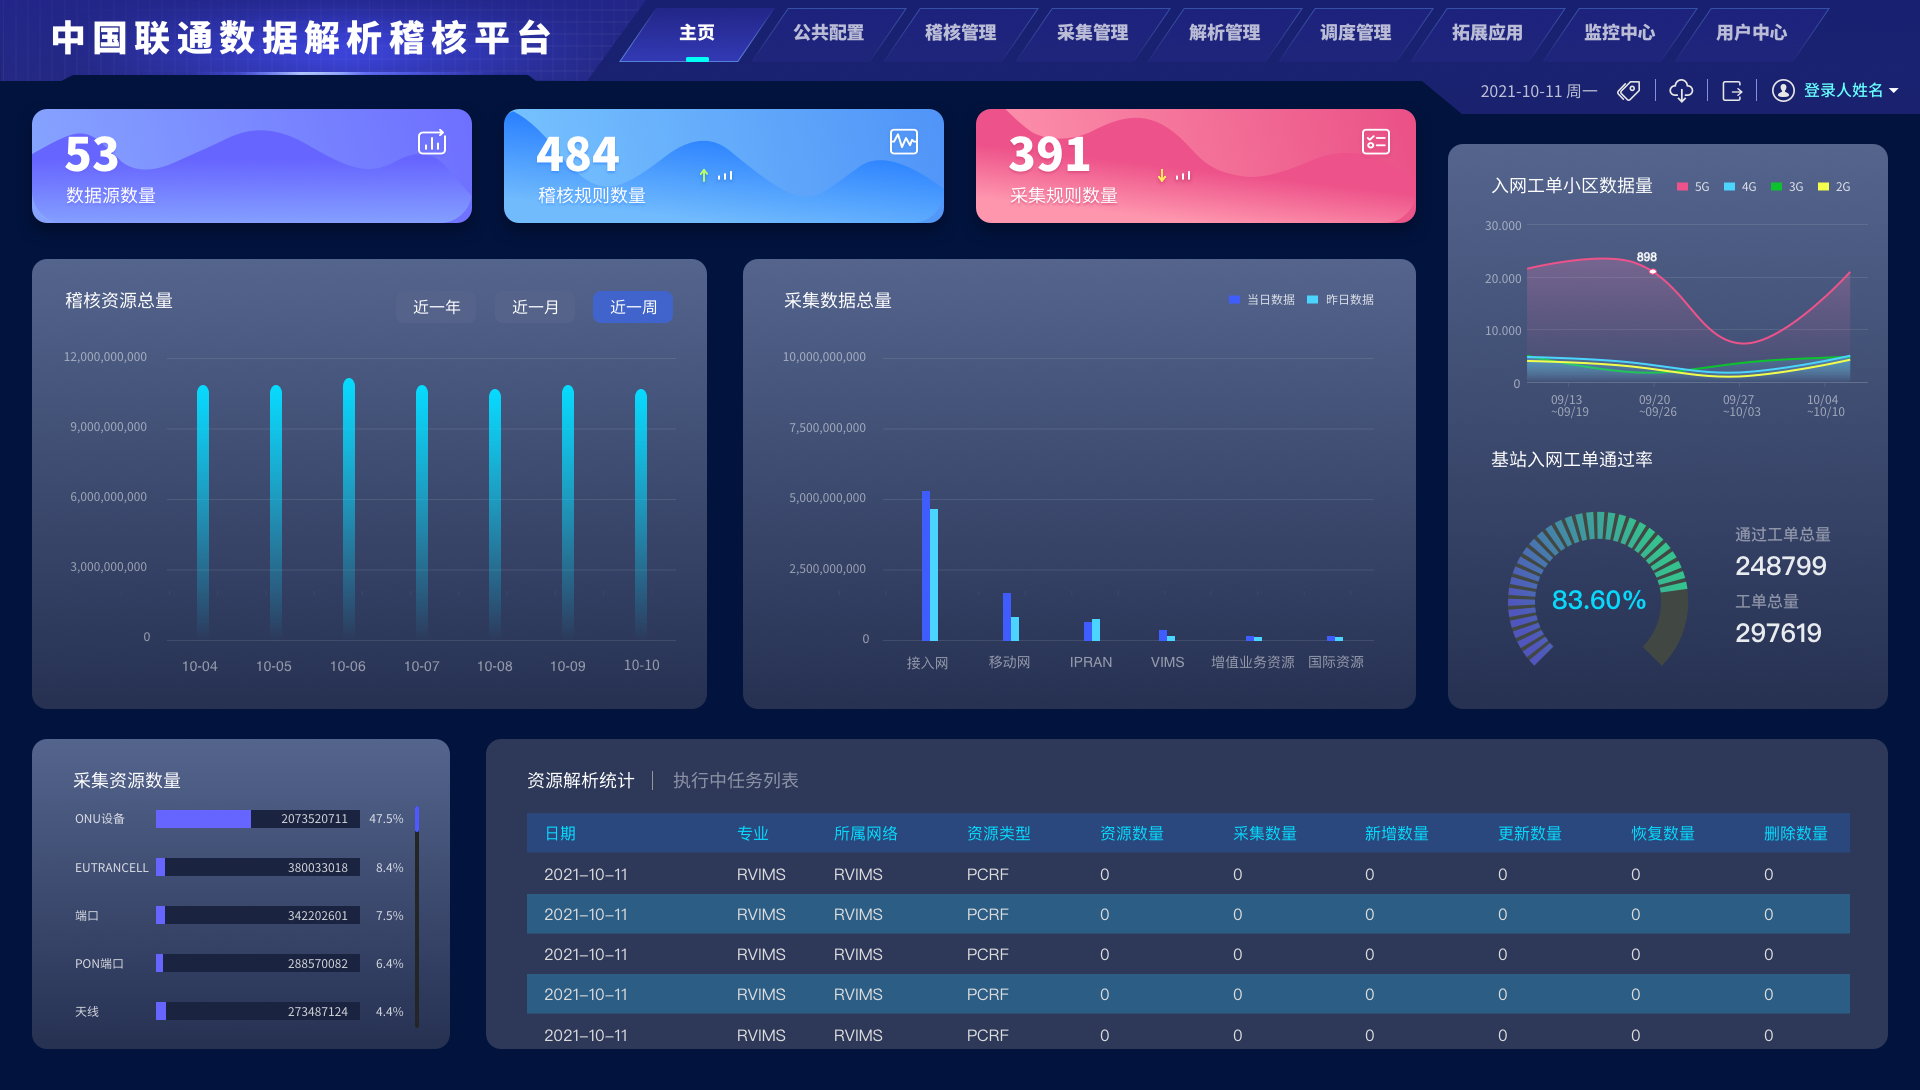 中国联通数据解析稽核平台
主页 公共配置 稽核管理 采集管理 解析管理 调度管理 拓展应用 监控中心 用户中心
2021-10-11 周一 登录人姓名
53
数据源数量
484
稽核规则数量
391
采集规则数量
稽核资源总量
近一年 近一月 近一周
12,000,000,000
9,000,000,000
6,000,000,000
3,000,000,000
0
10-04 10-05 10-06 10-07 10-08 10-09 10-10
采集数据总量
当日数据 昨日数据
10,000,000,000
7,500,000,000
5,000,000,000
2,500,000,000
0
接入网 移动网 IPRAN VIMS 增值业务资源 国际资源
入网工单小区数据量
5G 4G 3G 2G
30.000
20.000
10.000
0
898
09/13 09/20 09/27 10/04
~09/19 ~09/26 ~10/03 ~10/10
基站入网工单通过率
83.60%
通过工单总量
248799
工单总量
297619
采集资源数量
ONU设备 2073520711 47.5%
EUTRANCELL 380033018 8.4%
端口 342202601 7.5%
PON端口 288570082 6.4%
天线 273487124 4.4%
资源解析统计 执行中任务列表
日期 专业 所属网络 资源类型 资源数量 采集数量 新增数量 更新数量 恢复数量 删除数量
2021-10-11 RVIMS RVIMS PCRF 0 0 0 0 0 0
2021-10-11 RVIMS RVIMS PCRF 0 0 0 0 0 0
2021-10-11 RVIMS RVIMS PCRF 0 0 0 0 0 0
2021-10-11 RVIMS RVIMS PCRF 0 0 0 0 0 0
2021-10-11 RVIMS RVIMS PCRF 0 0 0 0 0 0